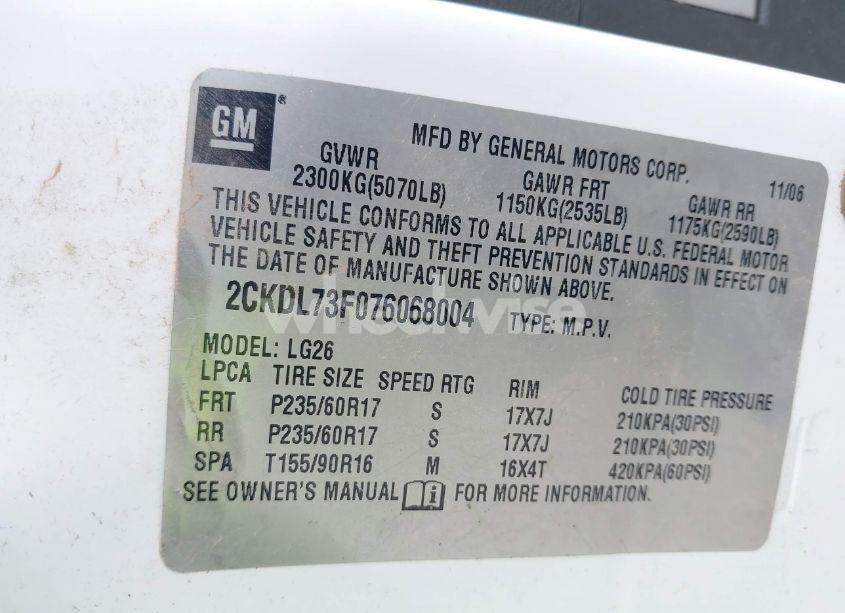 GM®
MFD BY GENERAL MOTORS CORP. 11/06
GVWR GAWR FRT GAWR RR
2300KG(5070LB) 1150KG(2535LB) 1175KG(2590LB)
THIS VEHICLE CONFORMS TO ALL APPLICABLE U.S. FEDERAL MOTOR
VEHICLE SAFETY AND THEFT PREVENTION STANDARDS IN EFFECT ON
THE DATE OF MANUFACTURE SHOWN ABOVE.
2CKDL73F076068004 TYPE: M.P.V.
wheelwise
MODEL: LG26
LPCA TIRE SIZE SPEED RTG RIM COLD TIRE PRESSURE
FRT P235/60R17 S 17X7J 210KPA(30PSI)
RR P235/60R17 S 17X7J 210KPA(30PSI)
SPA T155/90R16 M 16X4T 420KPA(60PSI)
SEE OWNER'S MANUAL i FOR MORE INFORMATION.